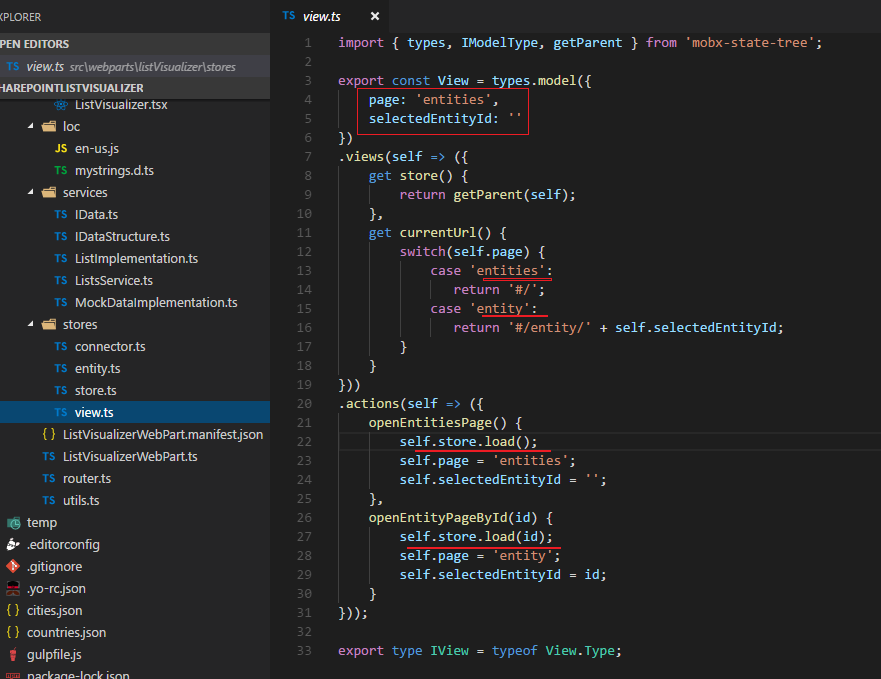 XPLORER
PEN EDITORS
TS view.ts src\webparts\listVisualizer\stores
HAREPOINTLISTVISUALIZER
ListVisualizer.tsx
loc
JS en-us.js
TS mystrings.d.ts
services
TS IData.ts
TS IDataStructure.ts
TS ListImplementation.ts
TS ListsService.ts
TS MockDataImplementation.ts
stores
TS connector.ts
TS entity.ts
TS store.ts
TS view.ts
{ } ListVisualizerWebPart.manifest.json
TS ListVisualizerWebPart.ts
TS router.ts
TS utils.ts
temp
.editorconfig
.gitignore
.yo-rc.json
{ } cities.json
{ } countries.json
gulpfile.js
package-lock.json
TS view.ts ×
1 import { types, IModelType, getParent } from 'mobx-state-tree';
2
3 export const View = types.model({
4     page: 'entities',
5     selectedEntityId: ''
6 })
7 .views(self => ({
8     get store() {
9         return getParent(self);
10     },
11     get currentUrl() {
12         switch(self.page) {
13             case 'entities':
14                 return '#/';
15             case 'entity':
16                 return '#/entity/' + self.selectedEntityId;
17         }
18     }
19 }))
20 .actions(self => ({
21     openEntitiesPage() {
22         self.store.load();
23         self.page = 'entities';
24         self.selectedEntityId = '';
25     },
26     openEntityPageById(id) {
27         self.store.load(id);
28         self.page = 'entity';
29         self.selectedEntityId = id;
30     }
31 }));
32
33 export type IView = typeof View.Type;